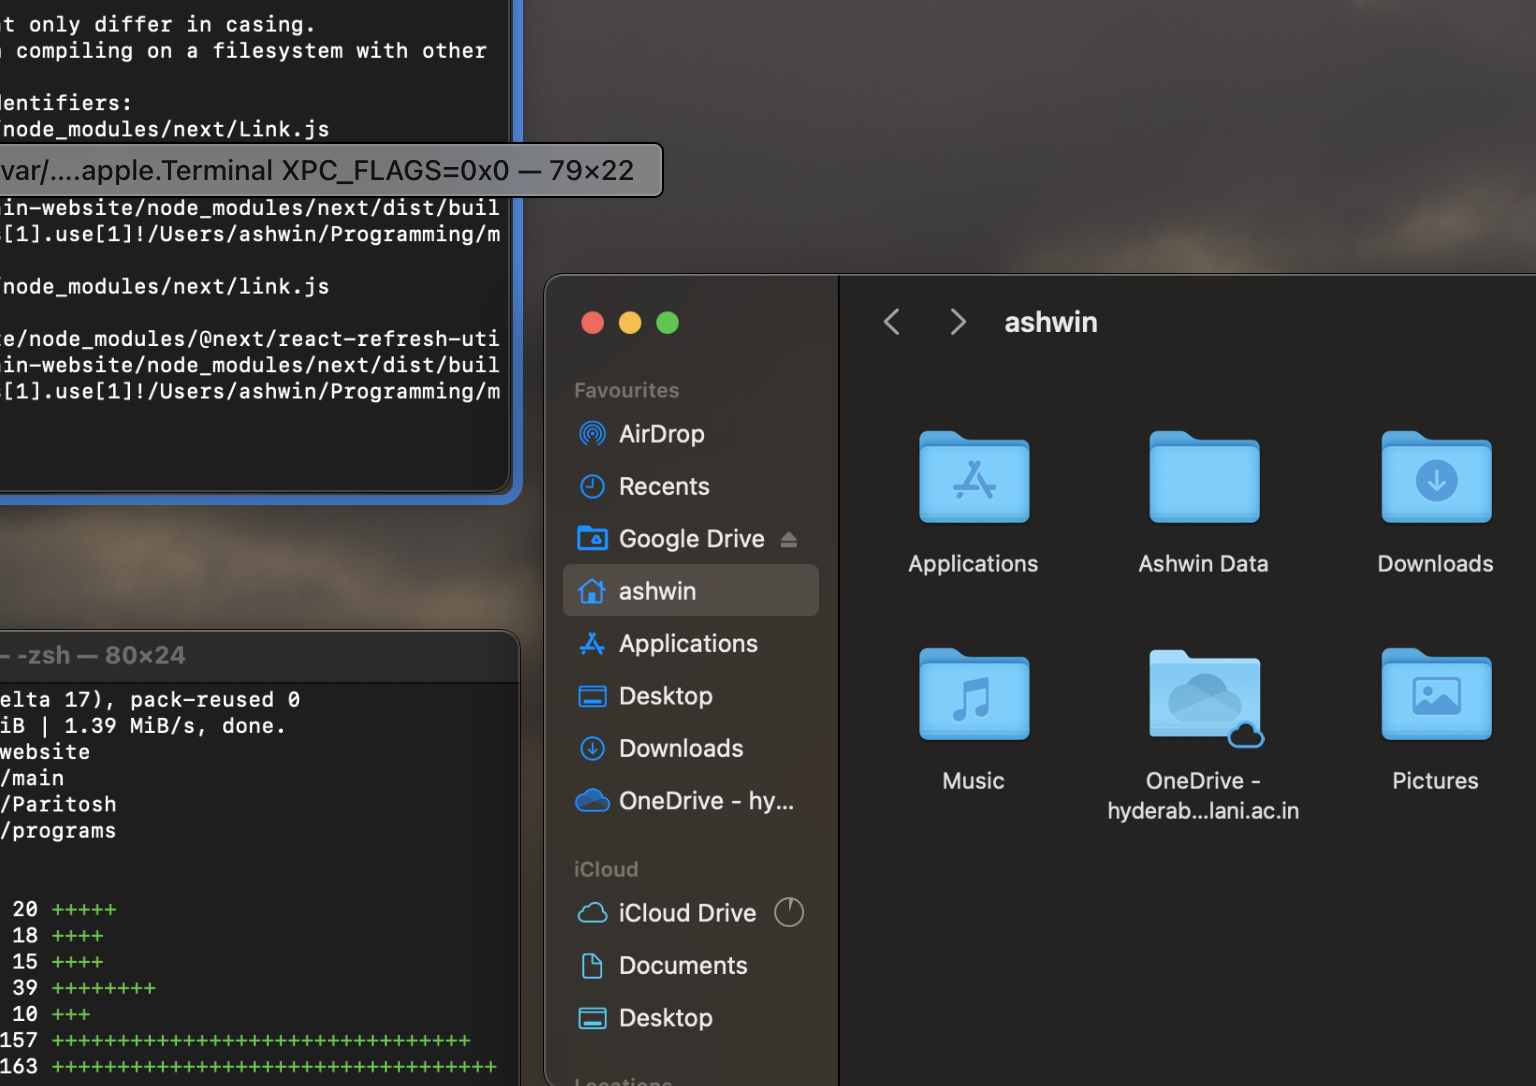 t only differ in casing.
compiling on a filesystem with other
dentifiers:
/node_modules/next/Link.js
var/....apple.Terminal XPC_FLAGS=0x0 — 79×22
in-website/node_modules/next/dist/buil
[1].use[1]!/Users/ashwin/Programming/m
/node_modules/next/link.js
te/node_modules/@next/react-refresh-uti
in-website/node_modules/next/dist/buil
[1].use[1]!/Users/ashwin/Programming/m
— -zsh — 80×24
elta 17), pack-reused 0
iB | 1.39 MiB/s, done.
website
/main
/Paritosh
/programs
20 +++++
18 ++++
15 ++++
39 ++++++++
10 +++
157 ++++++++++++++++++++++++++++++++
163 ++++++++++++++++++++++++++++++++++
Favourites
AirDrop
Recents
Google Drive
ashwin
Applications
Desktop
Downloads
OneDrive - hy...
iCloud
iCloud Drive
Documents
Desktop
Locations
ashwin
Applications
Ashwin Data
Downloads
Music
OneDrive -
hyderab...lani.ac.in
Pictures